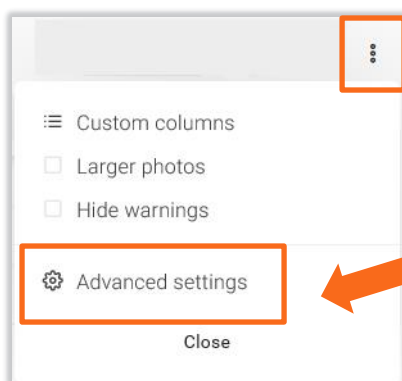 Custom columns
Larger photos
Hide warnings
Advanced settings
Close